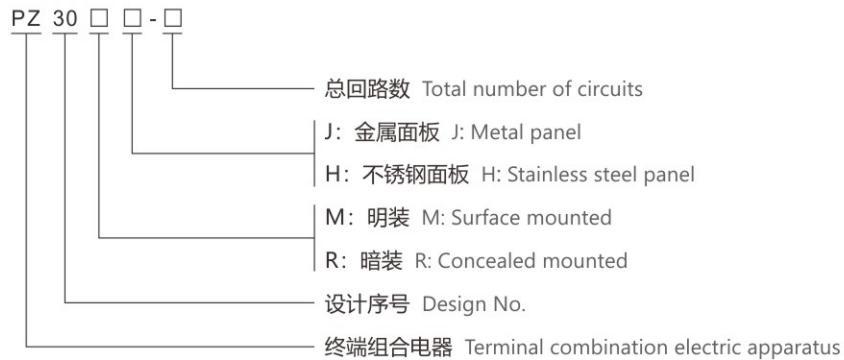 PZ 30 □ □ - □
总回路数 Total number of circuits
J：金属面板 J: Metal panel
H：不锈钢面板 H: Stainless steel panel
M：明装 M: Surface mounted
R：暗装 R: Concealed mounted
设计序号 Design No.
终端组合电器 Terminal combination electric apparatus